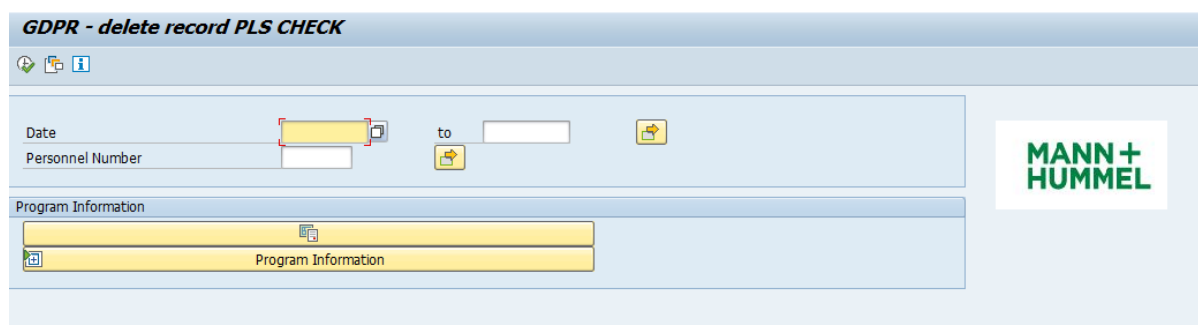 GDPR - delete record PLS CHECK
Date to
Personnel Number
MANN+
HUMMEL
Program Information
Program Information